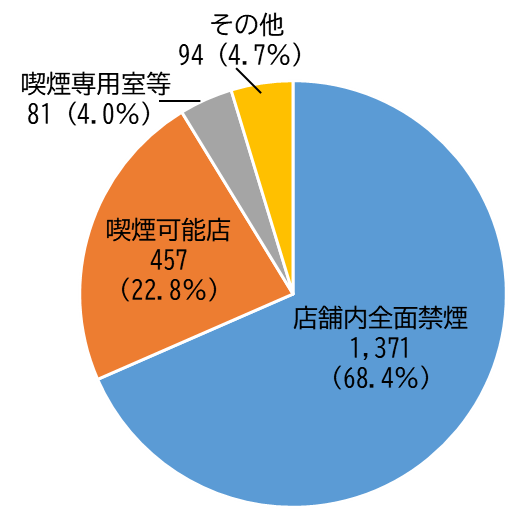 その他
94（4.7％）
喫煙専用室等
81（4.0％）
喫煙可能店
457
（22.8％）
店舗内全面禁煙
1,371
（68.4％）